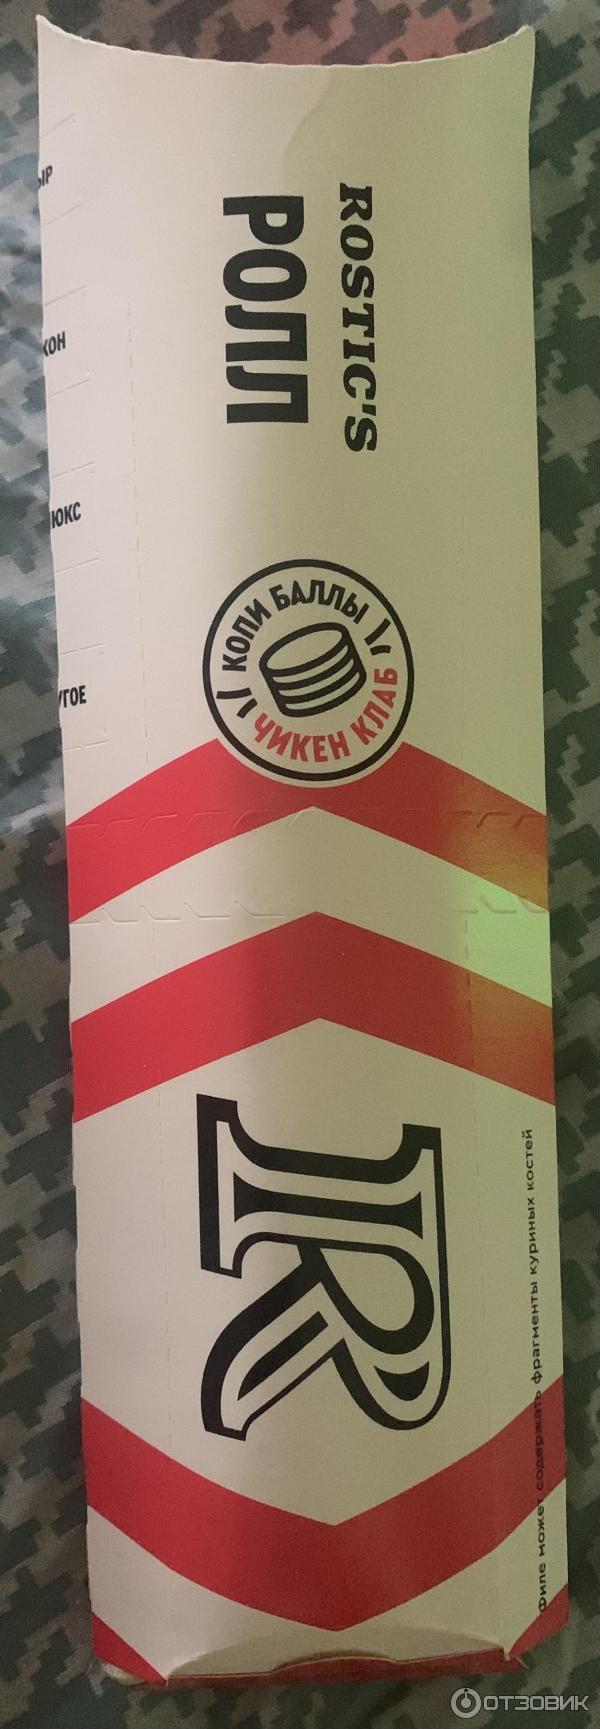 ROSTIC'S
РОЛЛ
КОПИ БАЛЛЫ
ЧИКЕН КЛАБ
R
Филе может содержать фрагменты куриных костей
ОТЗОВИК